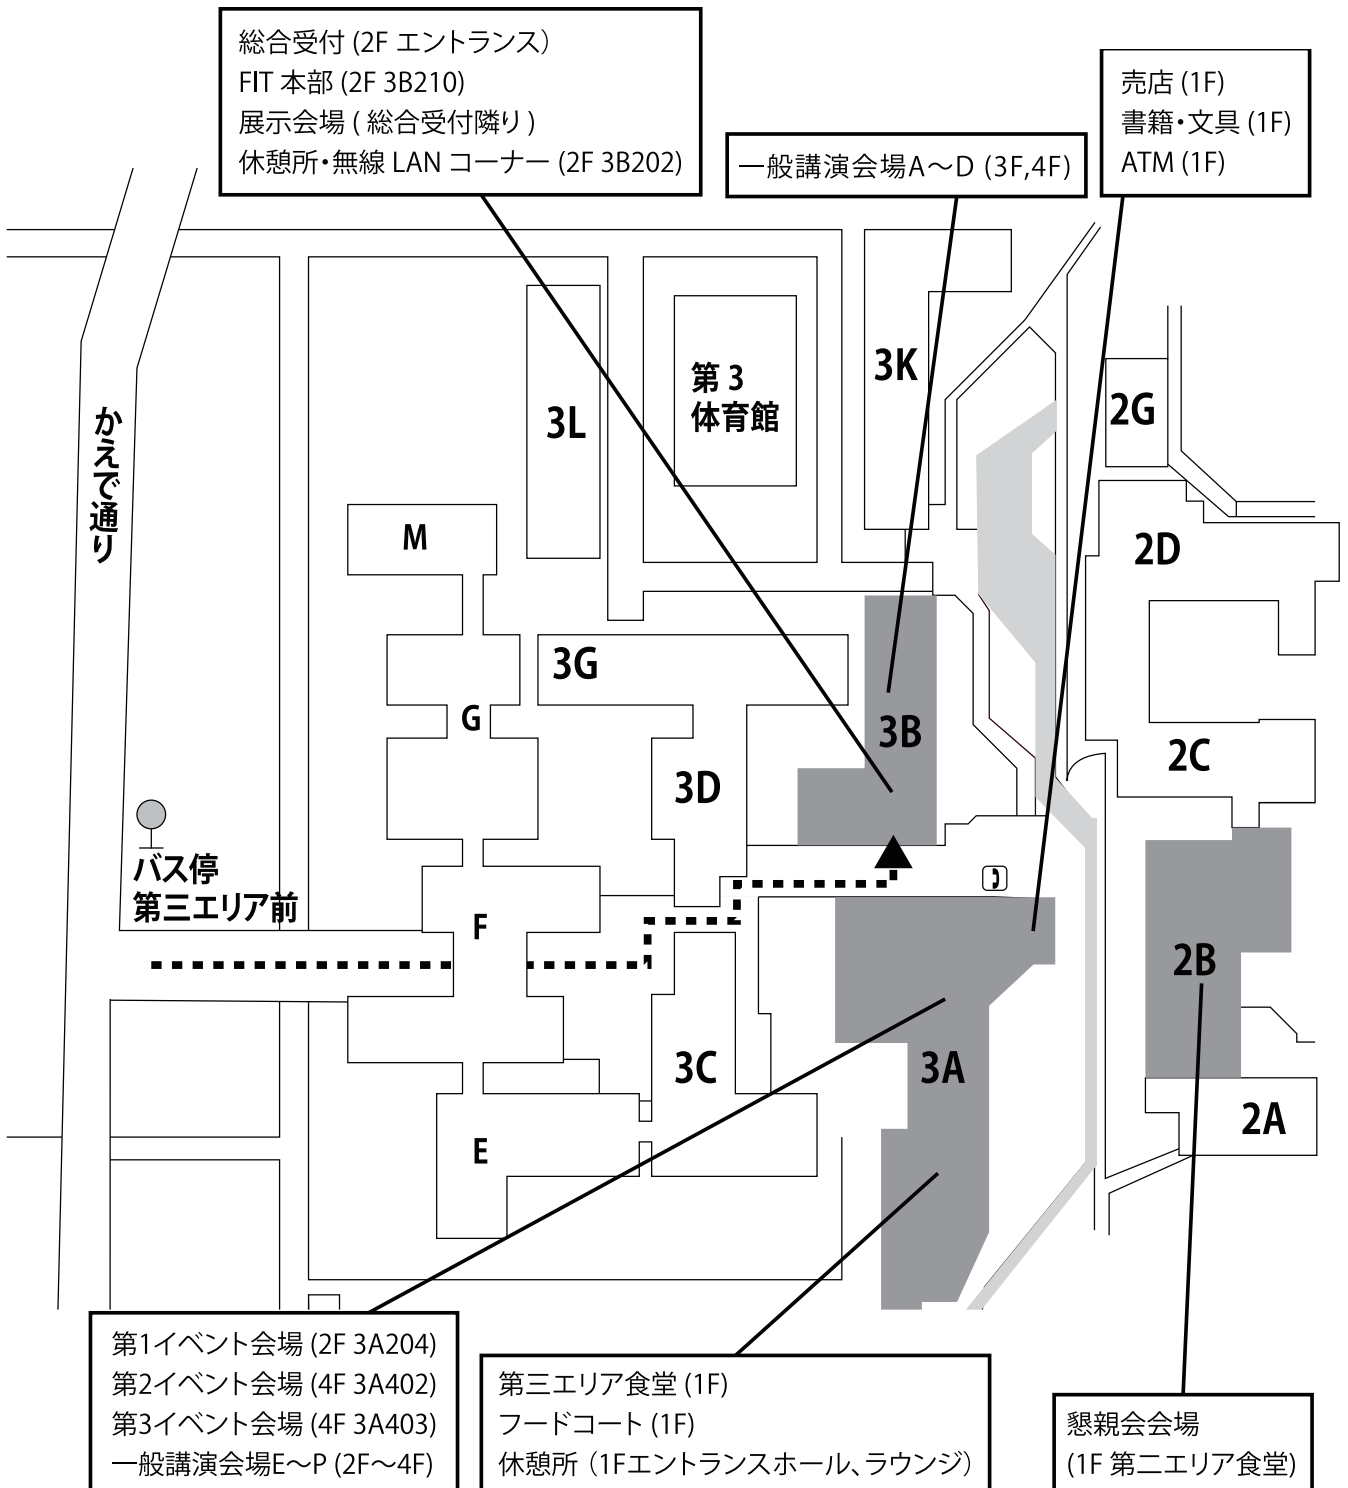 総合受付 (2F エントランス)
FIT 本部 (2F 3B210)
展示会場 ( 総合受付隣り )
休憩所・無線 LAN コーナー (2F 3B202)
一般講演会場A〜D (3F,4F)
売店 (1F)
書籍・文具 (1F)
ATM (1F)
3K
第 3
体育館
3L
2G
かえで通り
M
2D
3G
G
3B
2C
3D
バス停
第三エリア前
F
2B
3C
3A
2A
E
第1イベント会場 (2F 3A204)
第2イベント会場 (4F 3A402)
第3イベント会場 (4F 3A403)
一般講演会場E〜P (2F〜4F)
第三エリア食堂 (1F)
フードコート (1F)
休憩所（1Fエントランスホール、ラウンジ）
懇親会会場
(1F 第二エリア食堂)